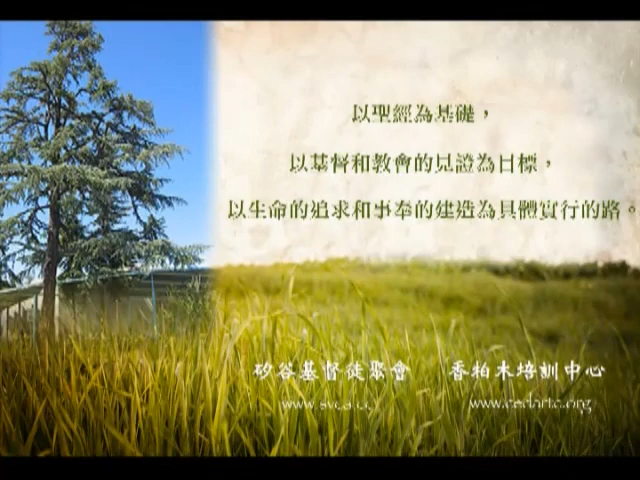 以聖經為基礎，
以基督和教會的見證為目標，
以生命的追求和事奉的建造為具體實行的路。
矽谷基督徒聚會 香柏木培訓中心
www.cedartc.org